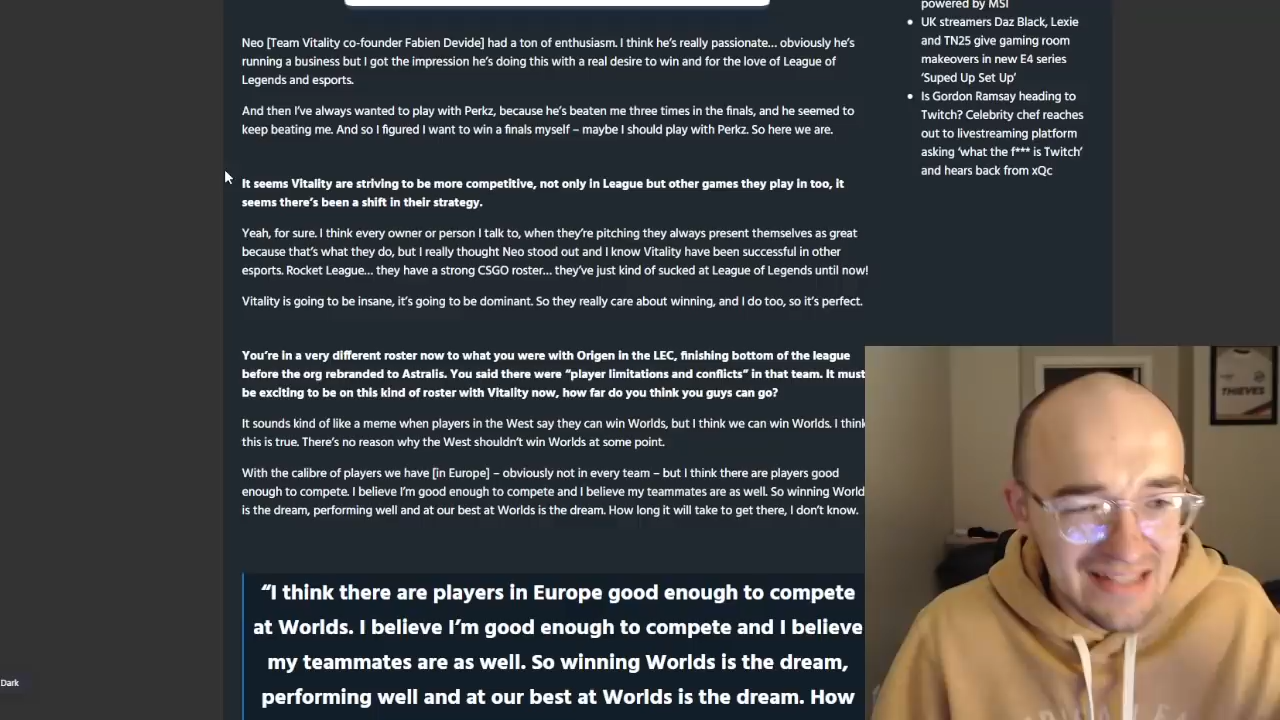 Neo [Team Vitality co-founder Fabien Devide] had a ton of enthusiasm. I think he’s really passionate… obviously he’s
running a business but I got the impression he’s doing this with a real desire to win and for the love of League of
Legends and esports.
And then I’ve always wanted to play with Perkz, because he’s beaten me three times in the finals, and he seemed to
keep beating me. And so I figured I want to win a finals myself – maybe I should play with Perkz. So here we are.
It seems Vitality are striving to be more competitive, not only in League but other games they play in too, it
seems there’s been a shift in their strategy.
Yeah, for sure. I think every owner or person I talk to, when they’re pitching they always present themselves as great
because that’s what they do, but I really thought Neo stood out and I know Vitality have been successful in other
esports. Rocket League… they have a strong CSGO roster… they’ve just kind of sucked at League of Legends until now!
Vitality is going to be insane, it’s going to be dominant. So they really care about winning, and I do too, so it’s perfect.
You’re in a very different roster now to what you were with Origen in the LEC, finishing bottom of the league
before the org rebranded to Astralis. You said there were “player limitations and conflicts” in that team. It must
be exciting to be on this kind of roster with Vitality now, how far do you think you guys can go?
It sounds kind of like a meme when players in the West say they can win Worlds, but I think we can win Worlds. I think
this is true. There’s no reason why the West shouldn’t win Worlds at some point.
With the calibre of players we have [in Europe] – obviously not in every team – but I think there are players good
enough to compete. I believe I’m good enough to compete and I believe my teammates are as well. So winning World
is the dream, performing well and at our best at Worlds is the dream. How long it will take to get there, I don’t know.
“I think there are players in Europe good enough to compete
at Worlds. I believe I’m good enough to compete and I believe
my teammates are as well. So winning Worlds is the dream,
performing well and at our best at Worlds is the dream. How
powered by MSI
UK streamers Daz Black, Lexie
and TN25 give gaming room
makeovers in new E4 series
‘Suped Up Set Up’
Is Gordon Ramsay heading to
Twitch? Celebrity chef reaches
out to livestreaming platform
asking ‘what the f*** is Twitch’
and hears back from xQc
THIEVES
Dark